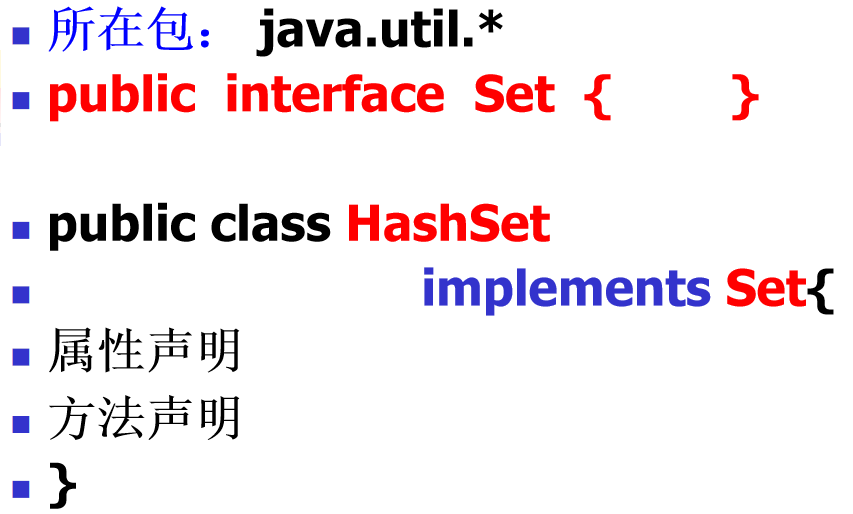 所在包： java.util.*
public interface Set { }
public class HashSet
implements Set{
属性声明
方法声明
}